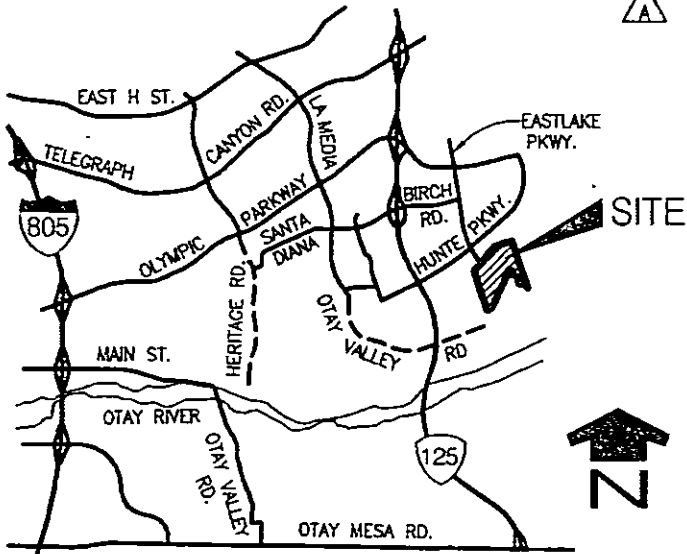 A
EAST H ST.
TELEGRAPH
CANYON RD.
LA MEDIA
EASTLAKE
PKWY.
805
OLYMPIC
PARKWAY
SANTA
DIANA
BIRCH
RD.
HUNTE PKWY.
SITE
HERITAGE RD.
OTAY VALLEY
RD
MAIN ST.
OTAY RIVER
OTAY VALLEY
RD.
125
N
OTAY MESA RD.